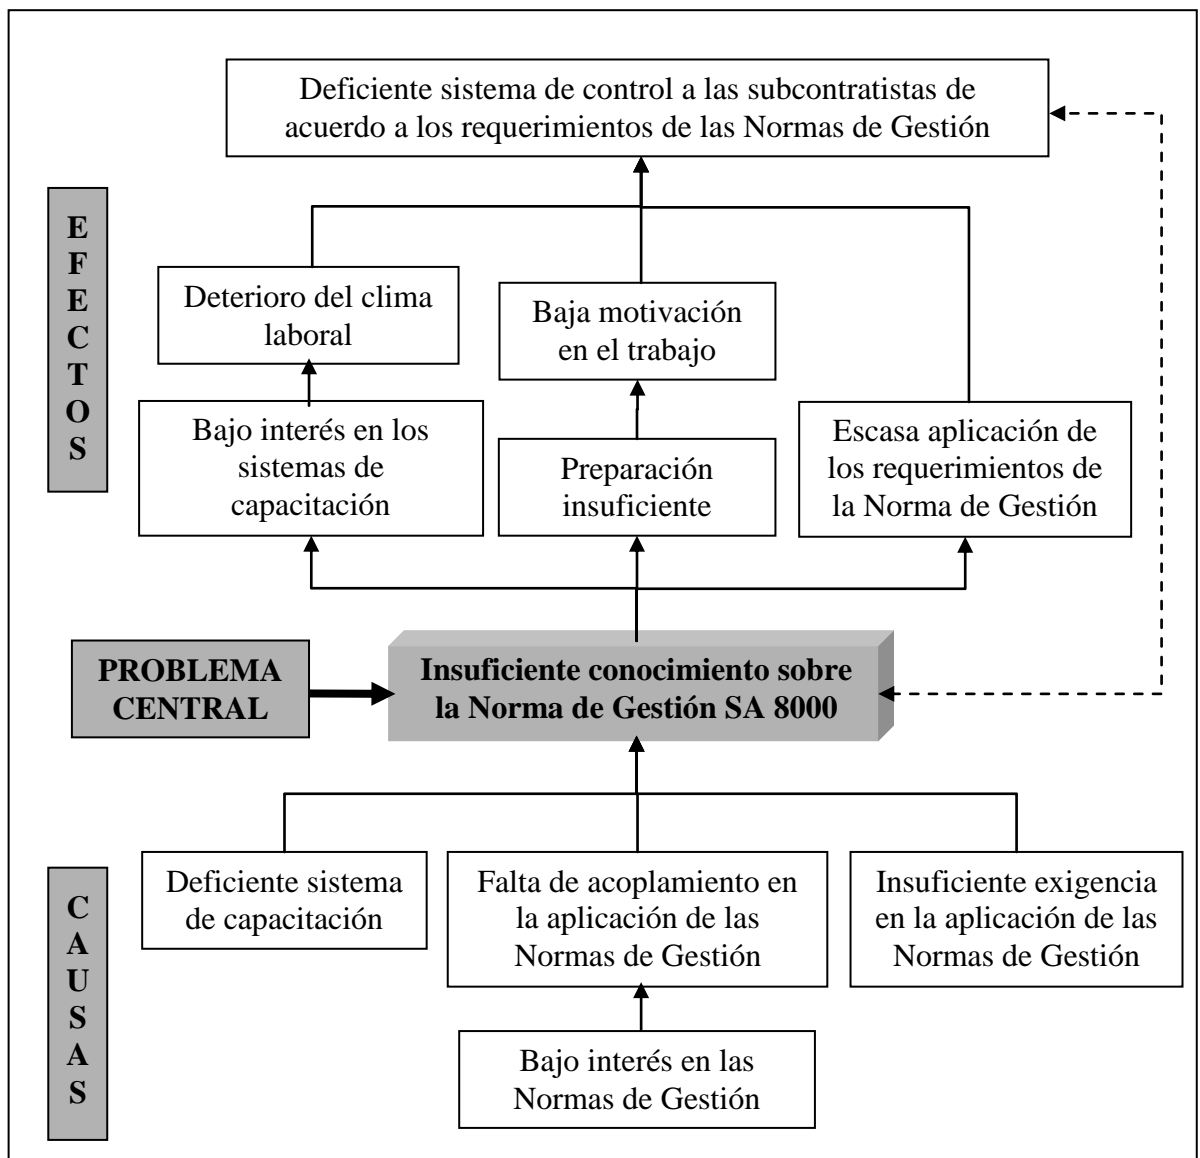 Deficiente sistema de control a las subcontratistas de
acuerdo a los requerimientos de las Normas de Gestión
EFECTOS
Deterioro del clima
laboral
Baja motivación
en el trabajo
Bajo interés en los
sistemas de
capacitación
Preparación
insuficiente
Escasa aplicación de
los requerimientos de
la Norma de Gestión
PROBLEMA
CENTRAL
Insuficiente conocimiento sobre
la Norma de Gestión SA 8000
CAUSAS
Deficiente sistema
de capacitación
Falta de acoplamiento en
la aplicación de las
Normas de Gestión
Insuficiente exigencia
en la aplicación de las
Normas de Gestión
Bajo interés en las
Normas de Gestión